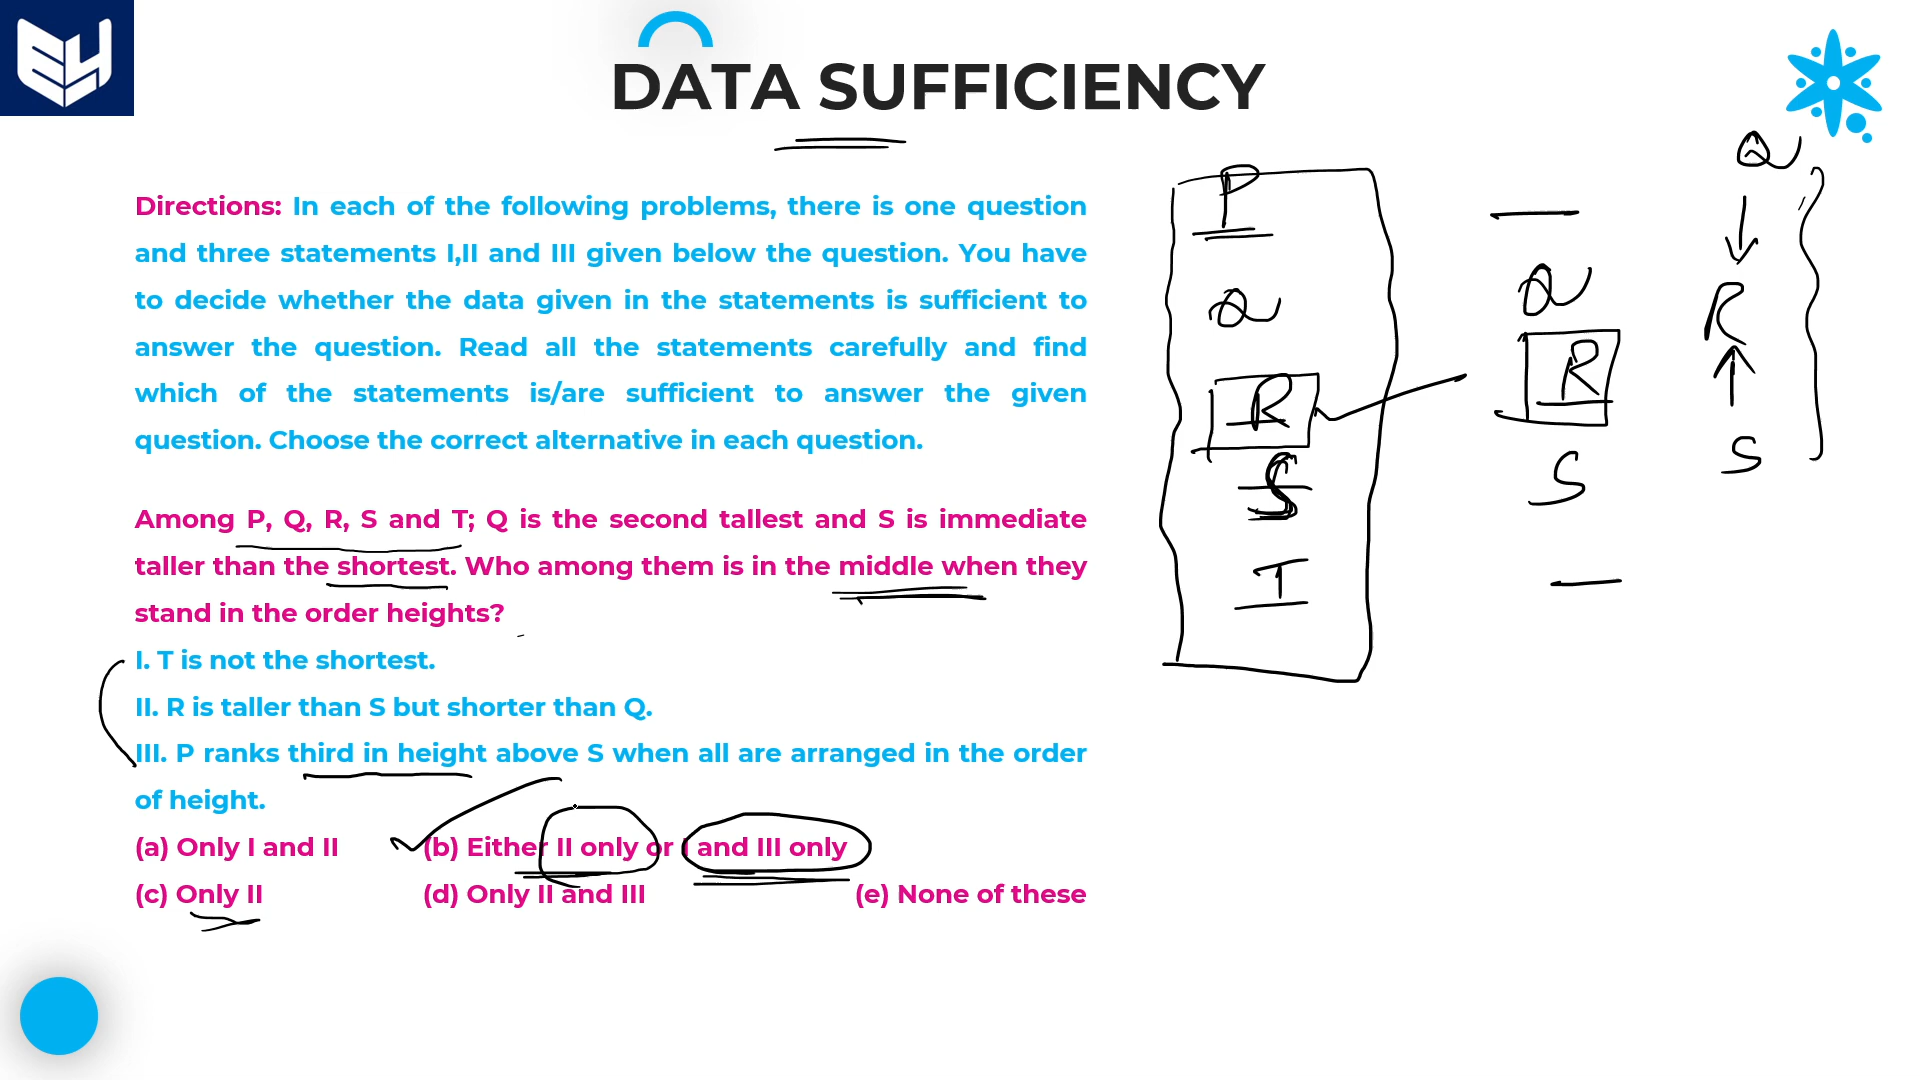 DATA SUFFICIENCY
Directions: In each of the following problems, there is one question
and three statements I,II and III given below the question. You have
to decide whether the data given in the statements is sufficient to
answer the question. Read all the statements carefully and find
which of the statements is/are sufficient to answer the given
question. Choose the correct alternative in each question.
Among P, Q, R, S and T; Q is the second tallest and S is immediate
taller than the shortest. Who among them is in the middle when they
stand in the order heights?
I. T is not the shortest.
II. R is taller than S but shorter than Q.
III. P ranks third in height above S when all are arranged in the order
of height.
(a) Only I and II (b) Either II only or I and III only
(c) Only II (d) Only II and III (e) None of these
P
Q
R
S
T
Q
R
S
Q
R
S